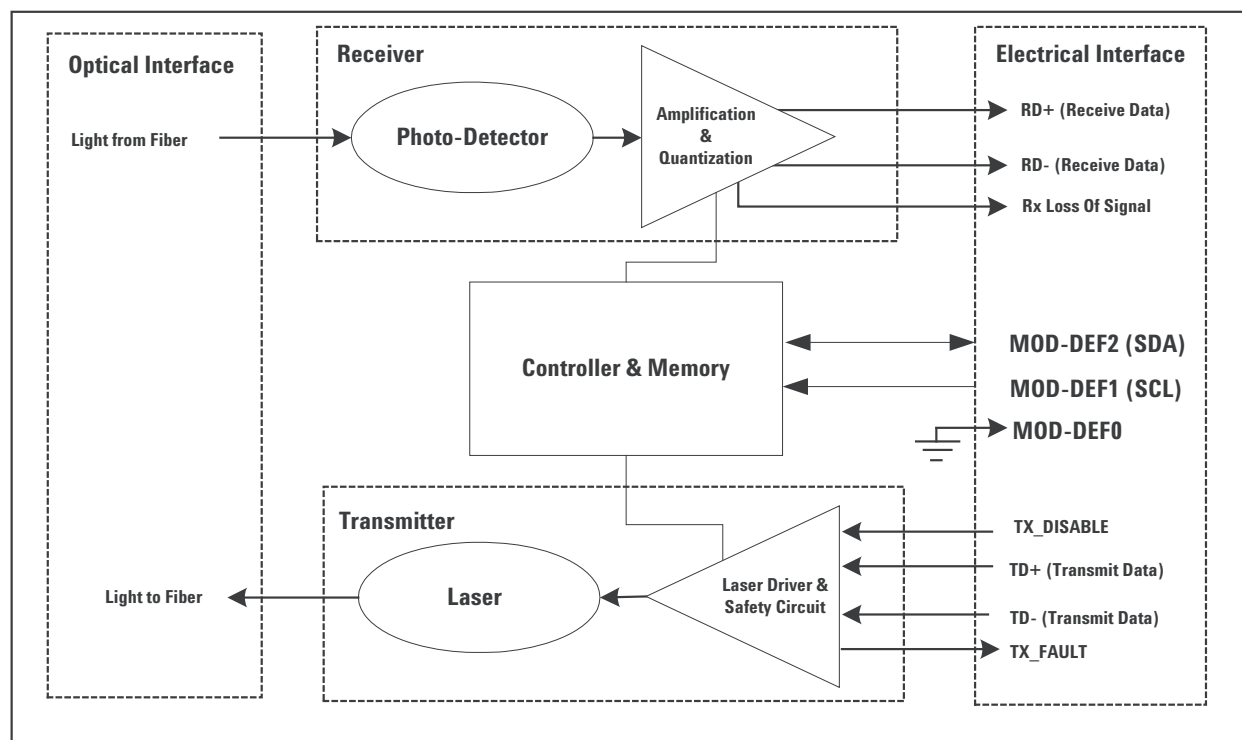 Optical Interface
Light from Fiber
Light to Fiber
Receiver
Photo-Detector
Amplification
&
Quantization
Controller & Memory
Transmitter
Laser
Laser Driver &
Safety Circuit
Electrical Interface
RD+ (Receive Data)
RD- (Receive Data)
Rx Loss Of Signal
MOD-DEF2 (SDA)
MOD-DEF1 (SCL)
MOD-DEF0
TX_DISABLE
TD+ (Transmit Data)
TD- (Transmit Data)
TX_FAULT